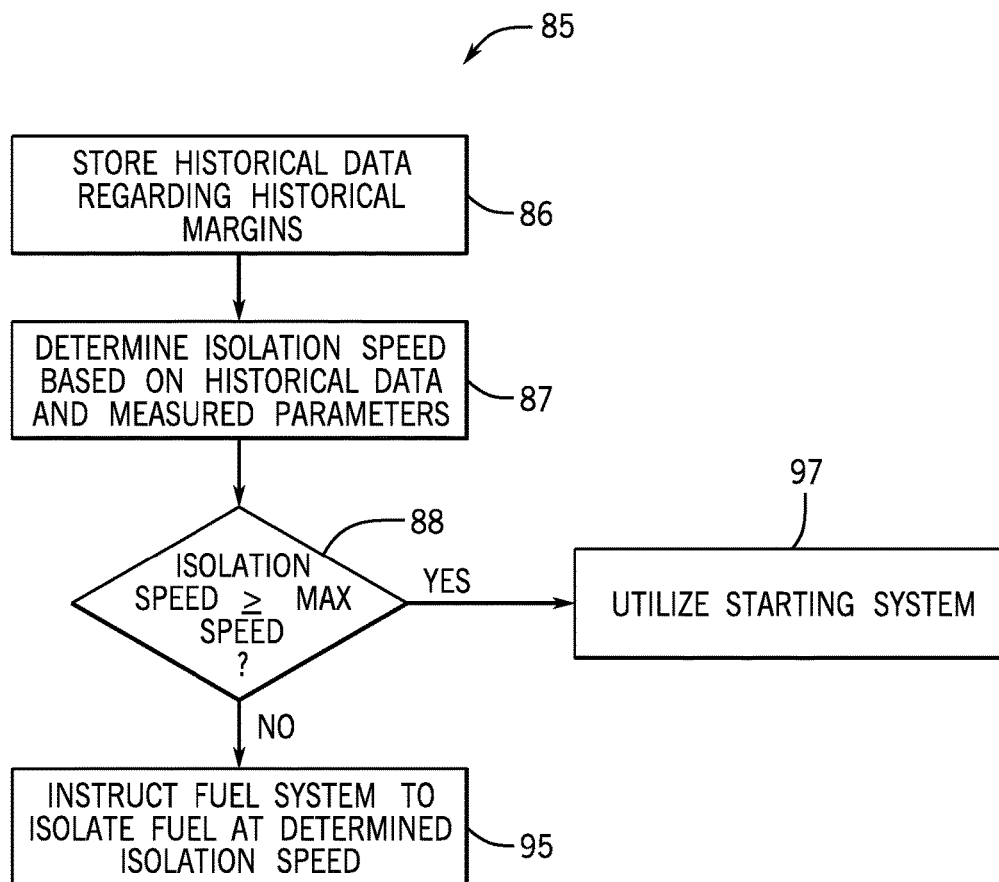 85
STORE HISTORICAL DATA
REGARDING HISTORICAL
MARGINS
86
DETERMINE ISOLATION SPEED
BASED ON HISTORICAL DATA
AND MEASURED PARAMETERS
87
88
ISOLATION
SPEED ≥ MAX
SPEED
?
YES
97
UTILIZE STARTING SYSTEM
NO
INSTRUCT FUEL SYSTEM TO
ISOLATE FUEL AT DETERMINED
ISOLATION SPEED
95